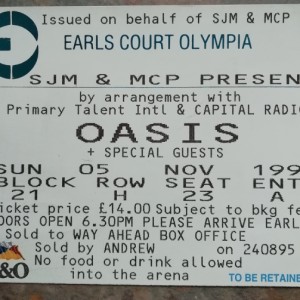 Issued on behalf of SJM & MCP
EARLS COURT OLYMPIA
SJM & MCP PRESEN
by arrangement with
Primary Talent Intl & CAPITAL RADIO
OASIS
+ SPECIAL GUESTS
SUN 05 NOV 199
BLOCK ROW SEAT ENT
21 H 23 A
icket price £14.00 Subject to bkg fe
OORS OPEN 6.30PM PLEASE ARRIVE EARL
Sold to WAY AHEAD BOX OFFICE
Sold by ANDREW on 240895
No food or drink allowed
into the arena
&O
TO BE RETAINE